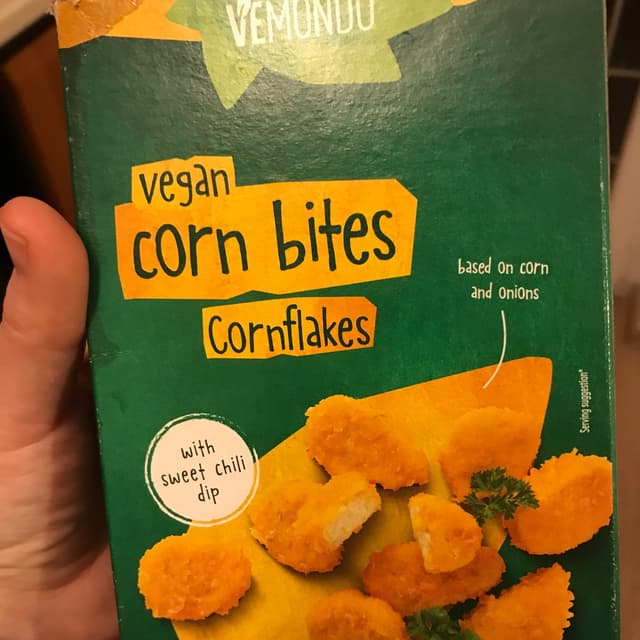 VEMONDO
vegan
corn bites
Cornflakes
based on corn
and onions
Serving suggestion*
with
sweet chili
dip